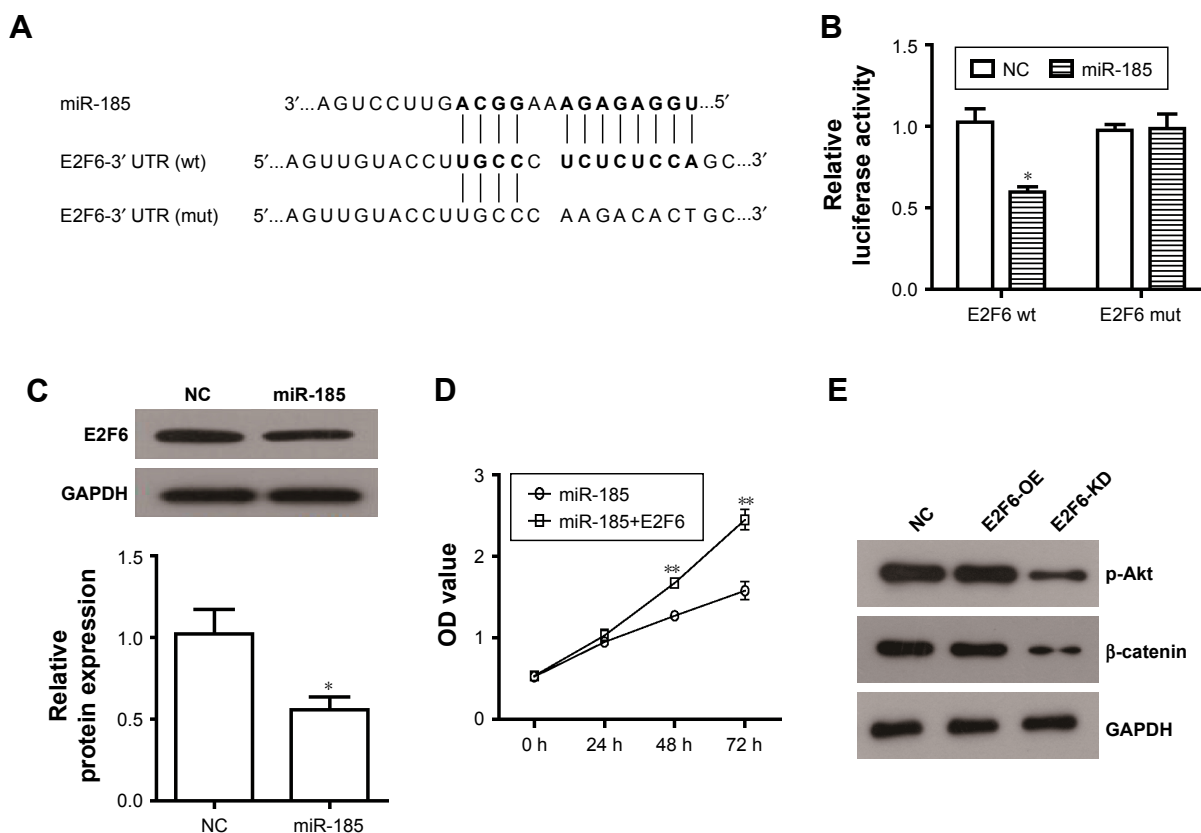 A
miR-185 3′...AGUCCUUGACGGAAAGAGAGGU...5′
E2F6-3′ UTR (wt) 5′...AGUUGUACCUUGCCC UCUCUCCAGC...3′
E2F6-3′ UTR (mut) 5′...AGUUGUACCUUGCCC AAGACACTGC...3′
B
Relative luciferase activity
1.5
1.0
0.5
0.0
NC miR-185
*
E2F6 wt E2F6 mut
C
NC miR-185
E2F6
GAPDH
Relative protein expression
1.5
1.0
0.5
0.0
*
NC miR-185
D
OD value
3
2
1
0
miR-185
miR-185+E2F6
**
**
0 h 24 h 48 h 72 h
E
NC E2F6-OE E2F6-KD
p-Akt
β-catenin
GAPDH